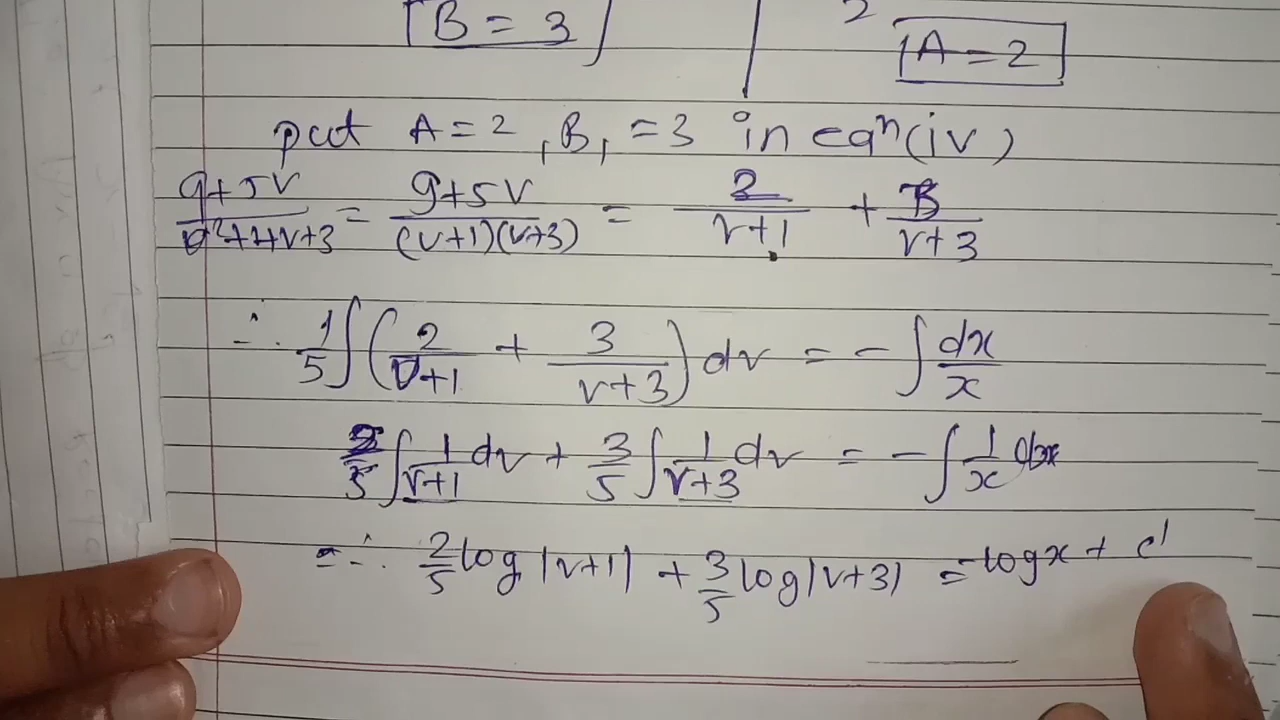 B = 3 2 A = 2
put A = 2 , B, = 3 in eqⁿ (iv)
9+5v/v²+4v+3 = 9+5v/(v+1)(v+3) = 2/v+1 + 3/v+3
∴ 1/5 ∫ ( 2/v+1 + 3/v+3 ) dv = - ∫ dx/x
2/5 ∫ 1/v+1 dv + 3/5 ∫ 1/v+3 dv = - ∫ 1/x dx
∴ 2/5 log |v+1| + 3/5 log |v+3| = -log x + c'